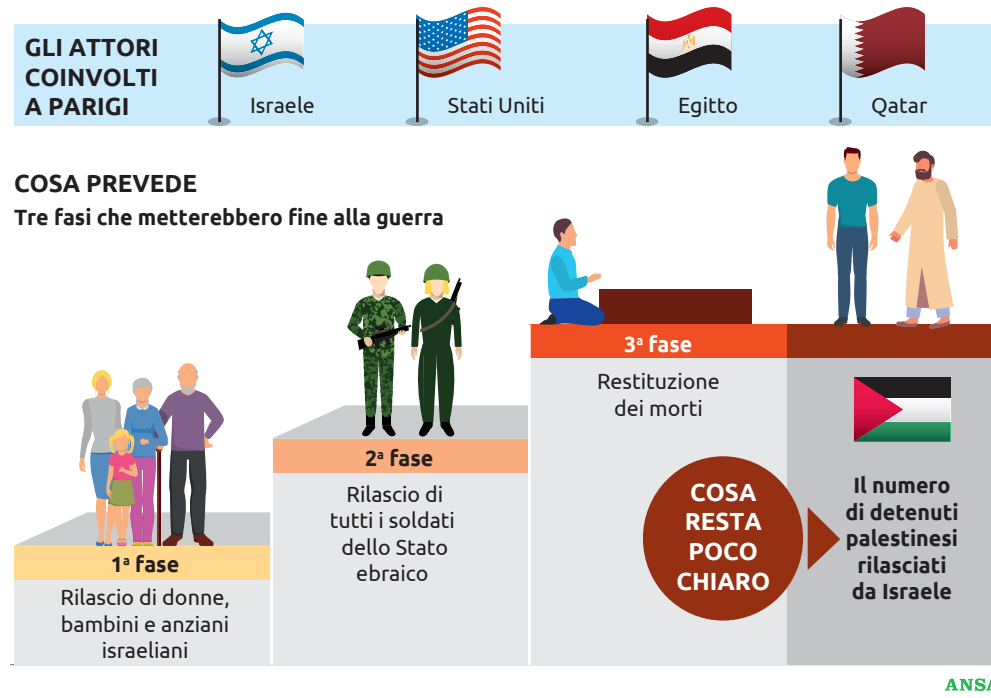 GLI ATTORI
COINVOLTI
A PARIGI
Israele
Stati Uniti
Egitto
Qatar
COSA PREVEDE
Tre fasi che metterebbero fine alla guerra
1ª fase
Rilascio di donne,
bambini e anziani
israeliani
2ª fase
Rilascio di
tutti i soldati
dello Stato
ebraico
3ª fase
Restituzione
dei morti
COSA
RESTA
POCO
CHIARO
Il numero
di detenuti
palestinesi
rilasciati
da Israele
ANSA